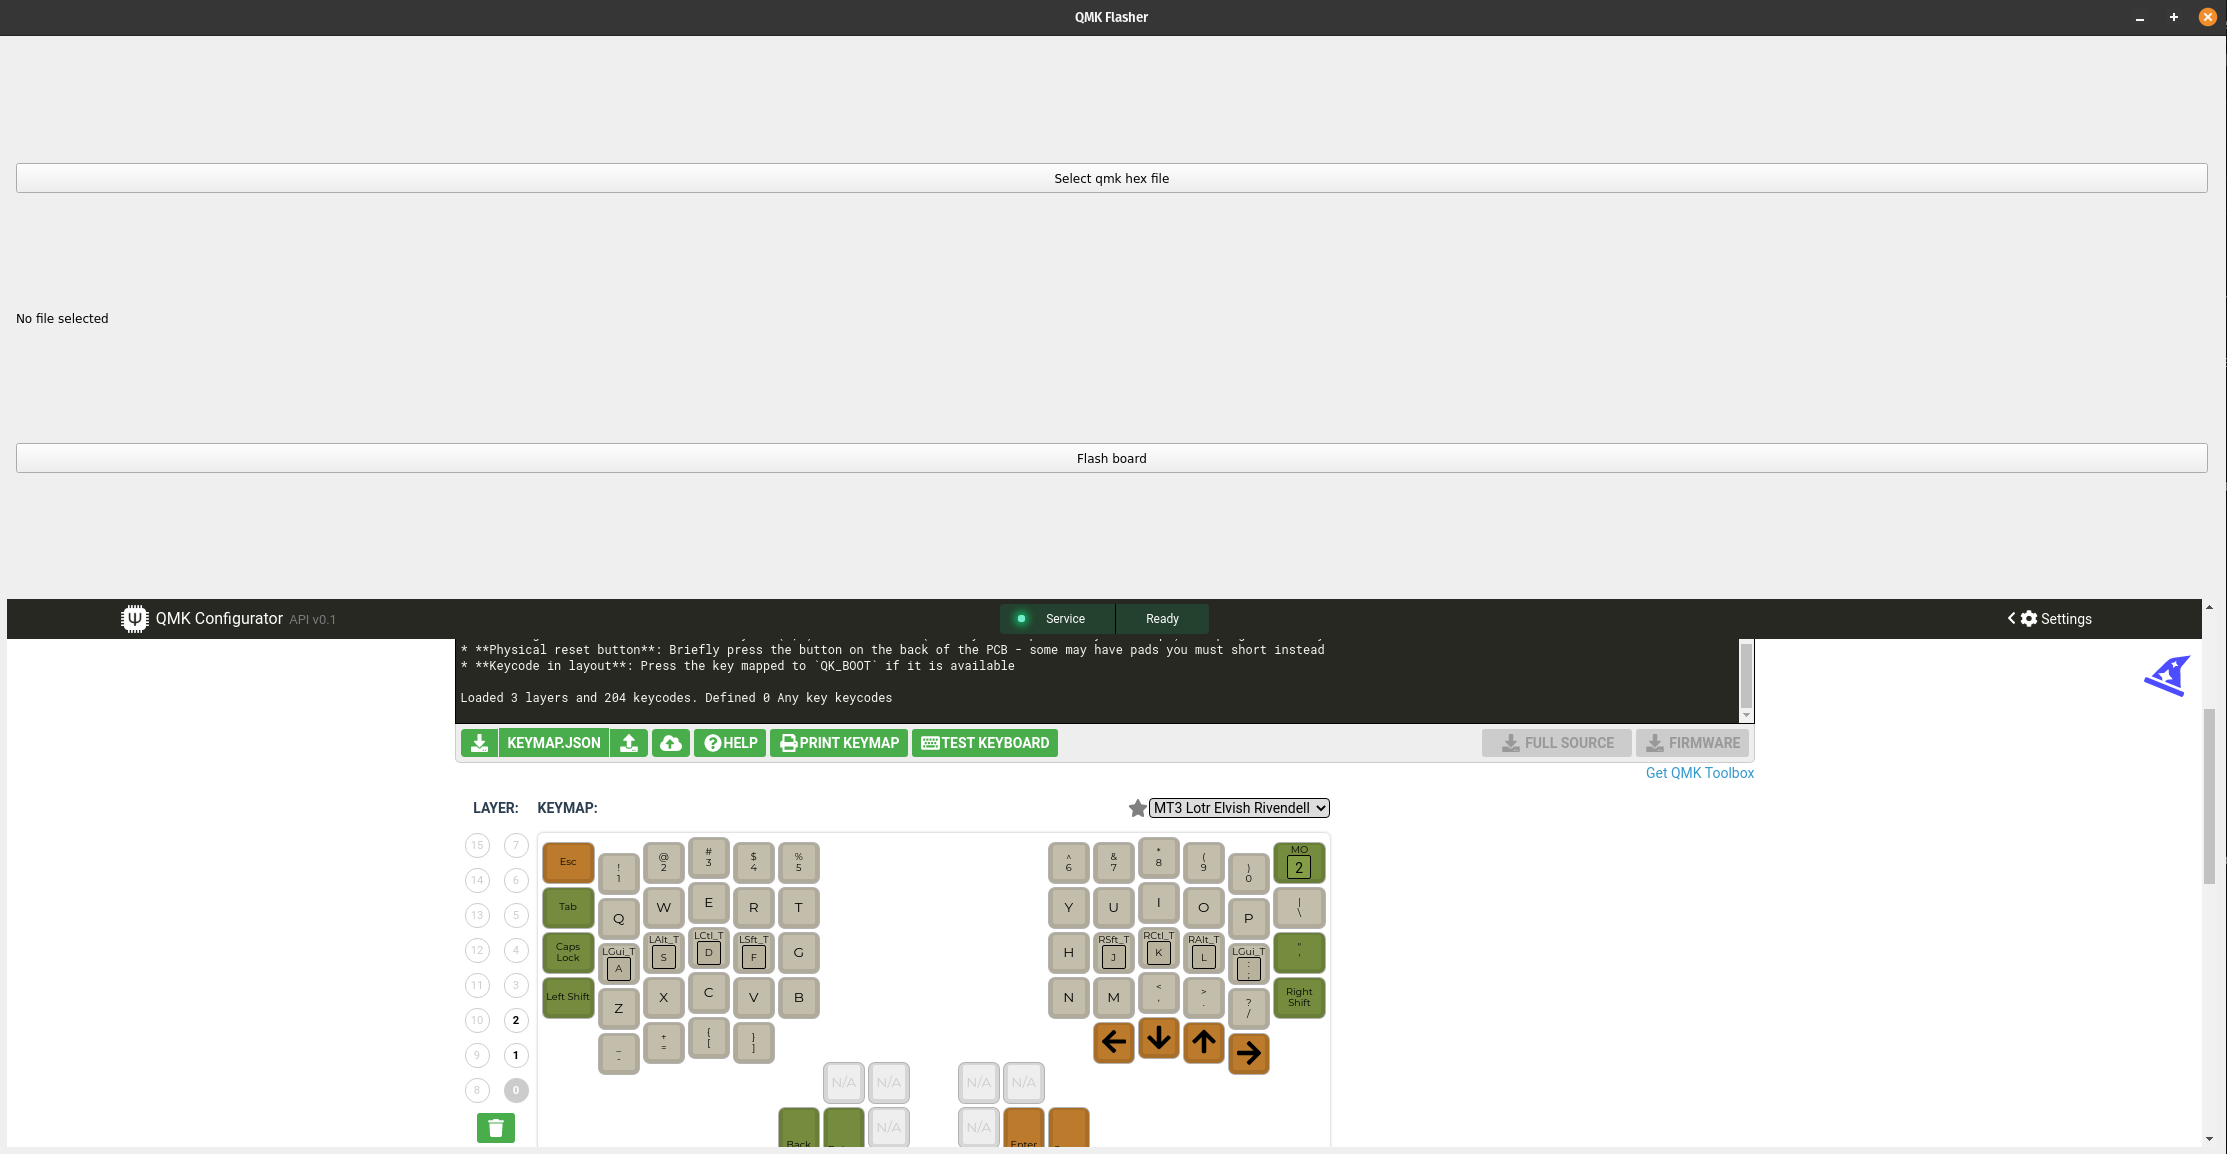 QMK Flasher
Select qmk hex file
No file selected
Flash board
QMK Configurator API v0.1
Service Ready
Settings
* **Physical reset button**: Briefly press the button on the back of the PCB - some may have pads you must short instead
* **Keycode in layout**: Press the key mapped to `QK_BOOT` if it is available
Loaded 3 layers and 204 keycodes. Defined 0 Any key keycodes
KEYMAP.JSON HELP PRINT KEYMAP TEST KEYBOARD FULL SOURCE FIRMWARE
Get QMK Toolbox
LAYER: KEYMAP: MT3 Lotr Elvish Rivendell
15 7
14 6
13 5
12 4
11 3
10 2
9 1
8 0
Esc ! 1 @ 2 # 3 $ 4 % 5 ^ 6 & 7 * 8 ( 9 ) 0 MO 2
Tab Q W E R T Y U I O P | \
Caps Lock LGui_T A LAlt_T S LCtl_T D LSft_T F G H RSft_T J RCtl_T K RAlt_T L LGui_T : ; " '
Left Shift Z X C V B N M < , > . ? / Right Shift
_ - + = { [ } ]
N/A N/A N/A N/A
Back N/A N/A Enter